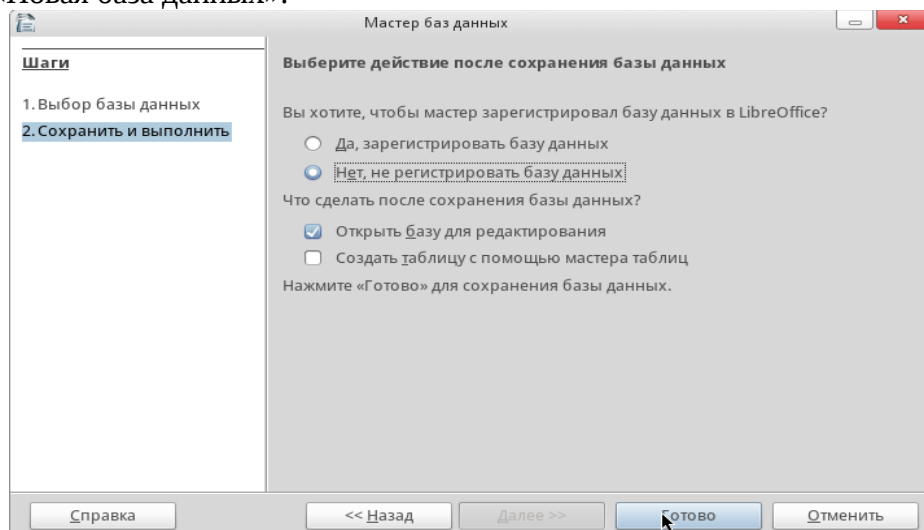 «Новая база данных».
Мастер баз данных
Шаги
1. Выбор базы данных
2. Сохранить и выполнить
Выберите действие после сохранения базы данных
Вы хотите, чтобы мастер зарегистрировал базу данных в LibreOffice?
Да, зарегистрировать базу данных
Нет, не регистрировать базу данных
Что сделать после сохранения базы данных?
Открыть базу для редактирования
Создать таблицу с помощью мастера таблиц
Нажмите «Готово» для сохранения базы данных.
Справка
<< Назад
Далее >>
Готово
Отменить